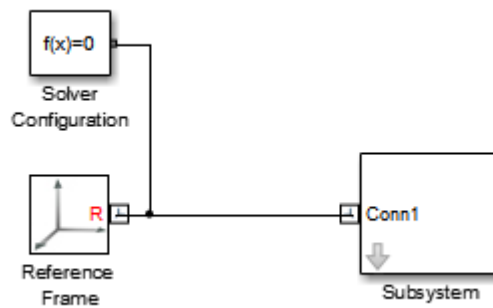 f(x)=0
Solver
Configuration
R
Conn1
Reference
Frame
Subsystem